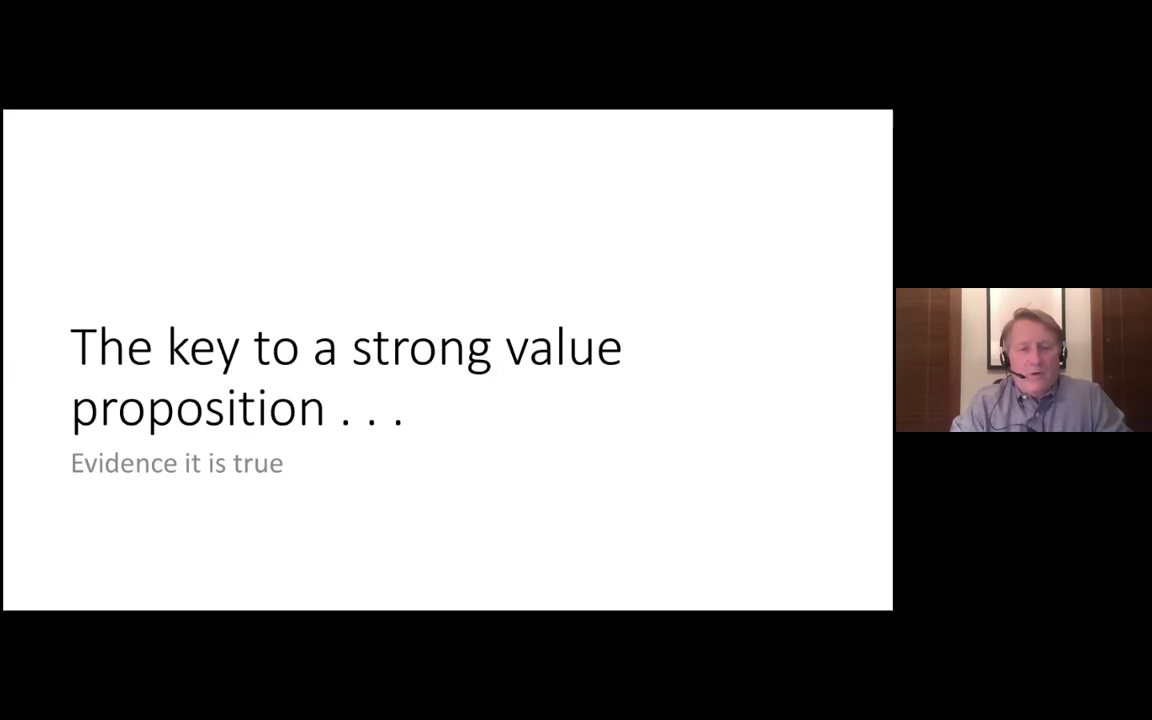 The key to a strong value
proposition . . .
Evidence it is true